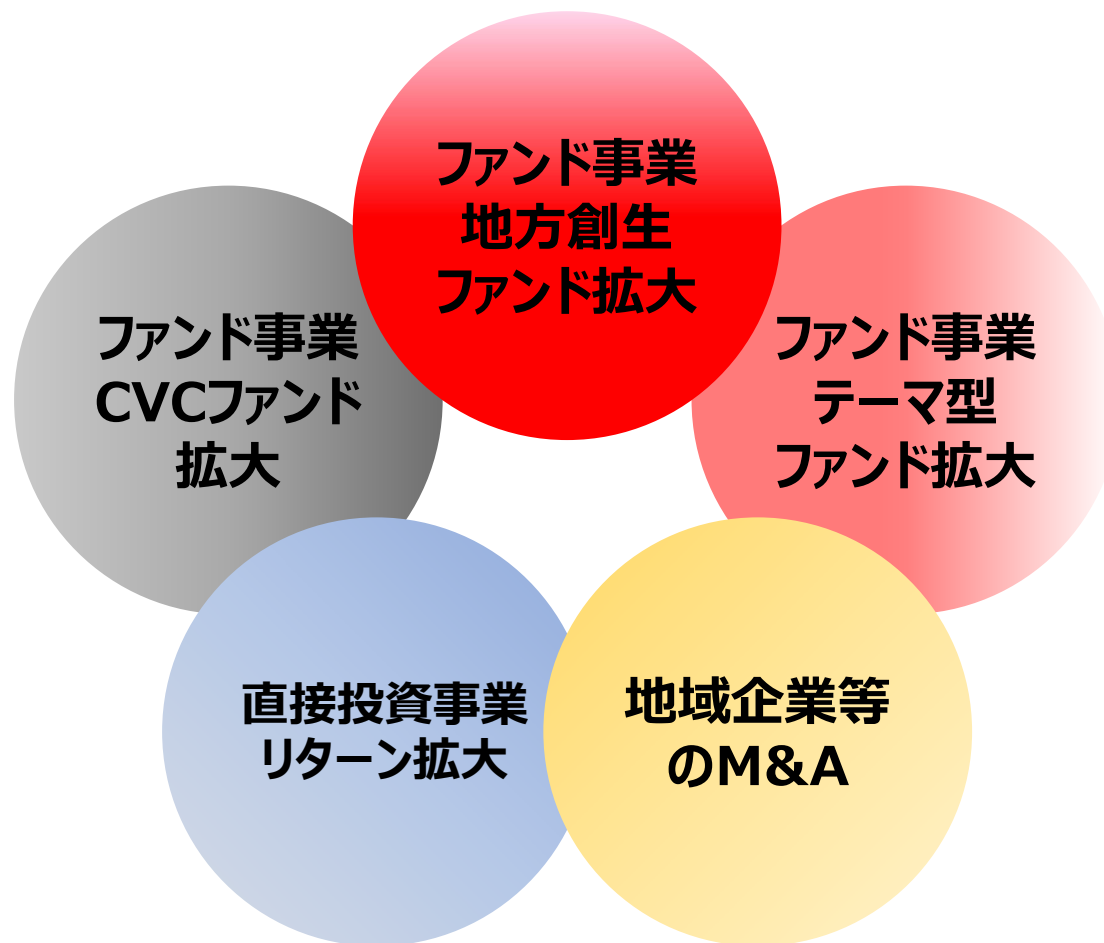 ファンド事業
地方創生
ファンド拡大
ファンド事業
CVCファンド
拡大
ファンド事業
テーマ型
ファンド拡大
直接投資事業
リターン拡大
地域企業等
のM&A